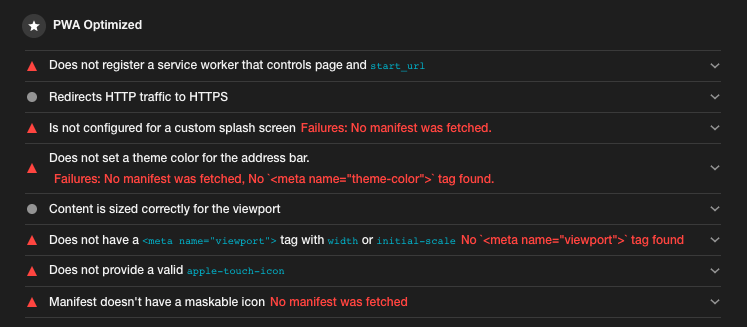 PWA Optimized
Does not register a service worker that controls page and start_url
Redirects HTTP traffic to HTTPS
Is not configured for a custom splash screen Failures: No manifest was fetched.
Does not set a theme color for the address bar.
Failures: No manifest was fetched, No `<meta name="theme-color">` tag found.
Content is sized correctly for the viewport
Does not have a <meta name="viewport"> tag with width or initial-scale No `<meta name="viewport">` tag found
Does not provide a valid apple-touch-icon
Manifest doesn't have a maskable icon No manifest was fetched